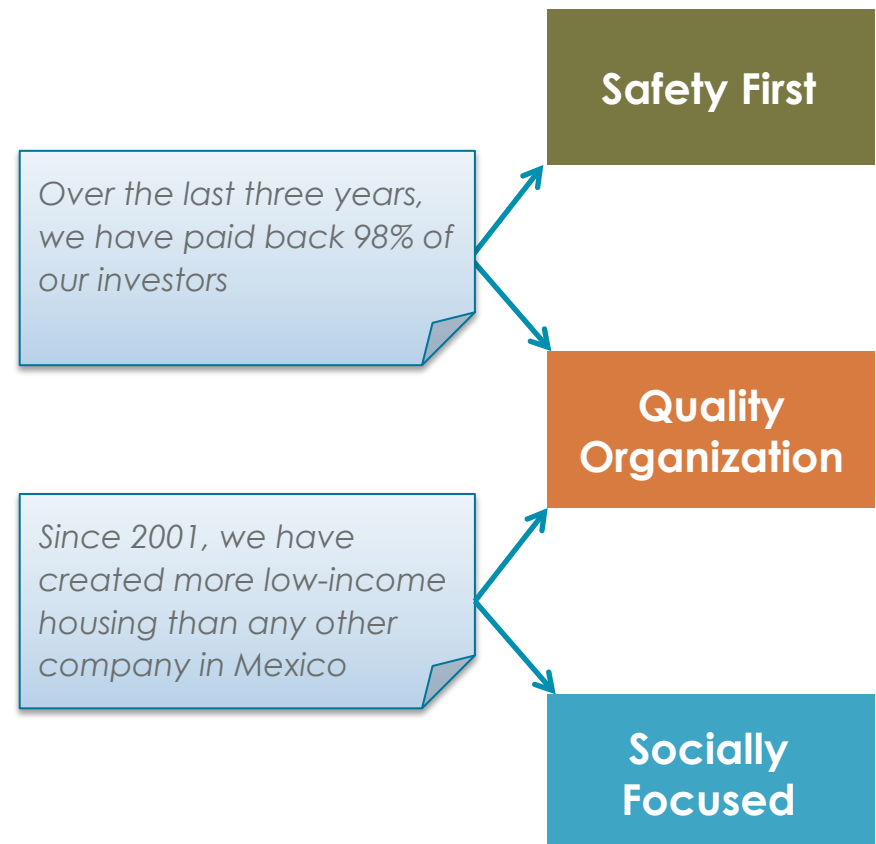 Safety First
Over the last three years,
we have paid back 98% of
our investors
Quality
Organization
Since 2001, we have
created more low-income
housing than any other
company in Mexico
Socially
Focused